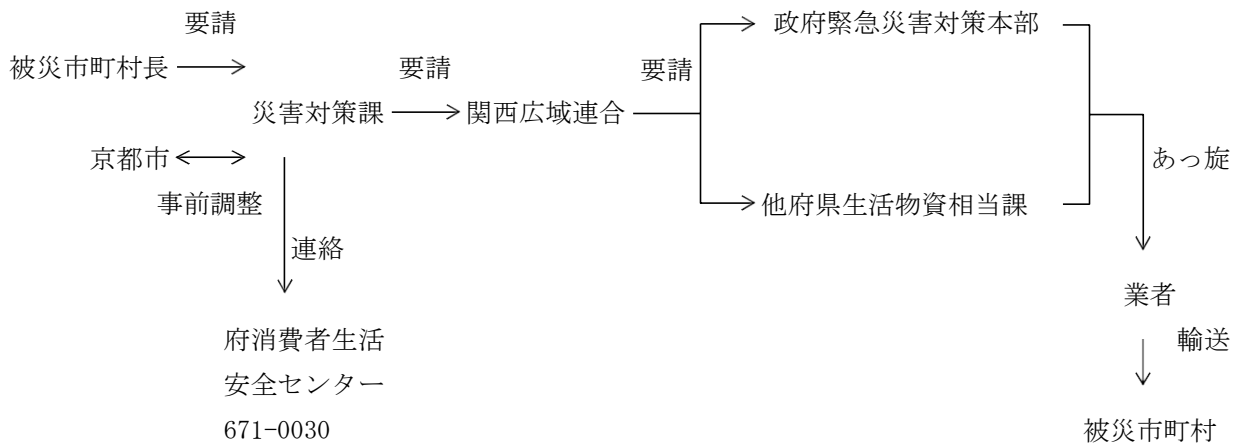 要請
被災市町村長
災害対策課
要請
関西広域連合
要請
政府緊急災害対策本部
他府県生活物資相当課
あっ旋
京都市
事前調整
連絡
府消費者生活
安全センター
671-0030
業者
輸送
被災市町村